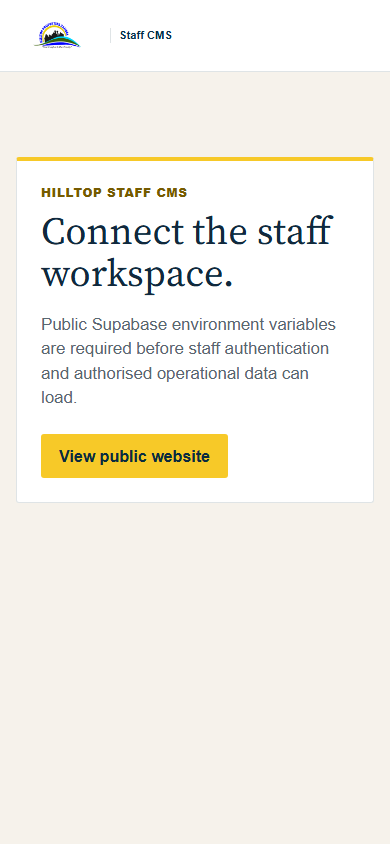 Staff CMS
HILLTOP STAFF CMS
Connect the staff
workspace.
Public Supabase environment variables
are required before staff authentication
and authorised operational data can
load.
View public website